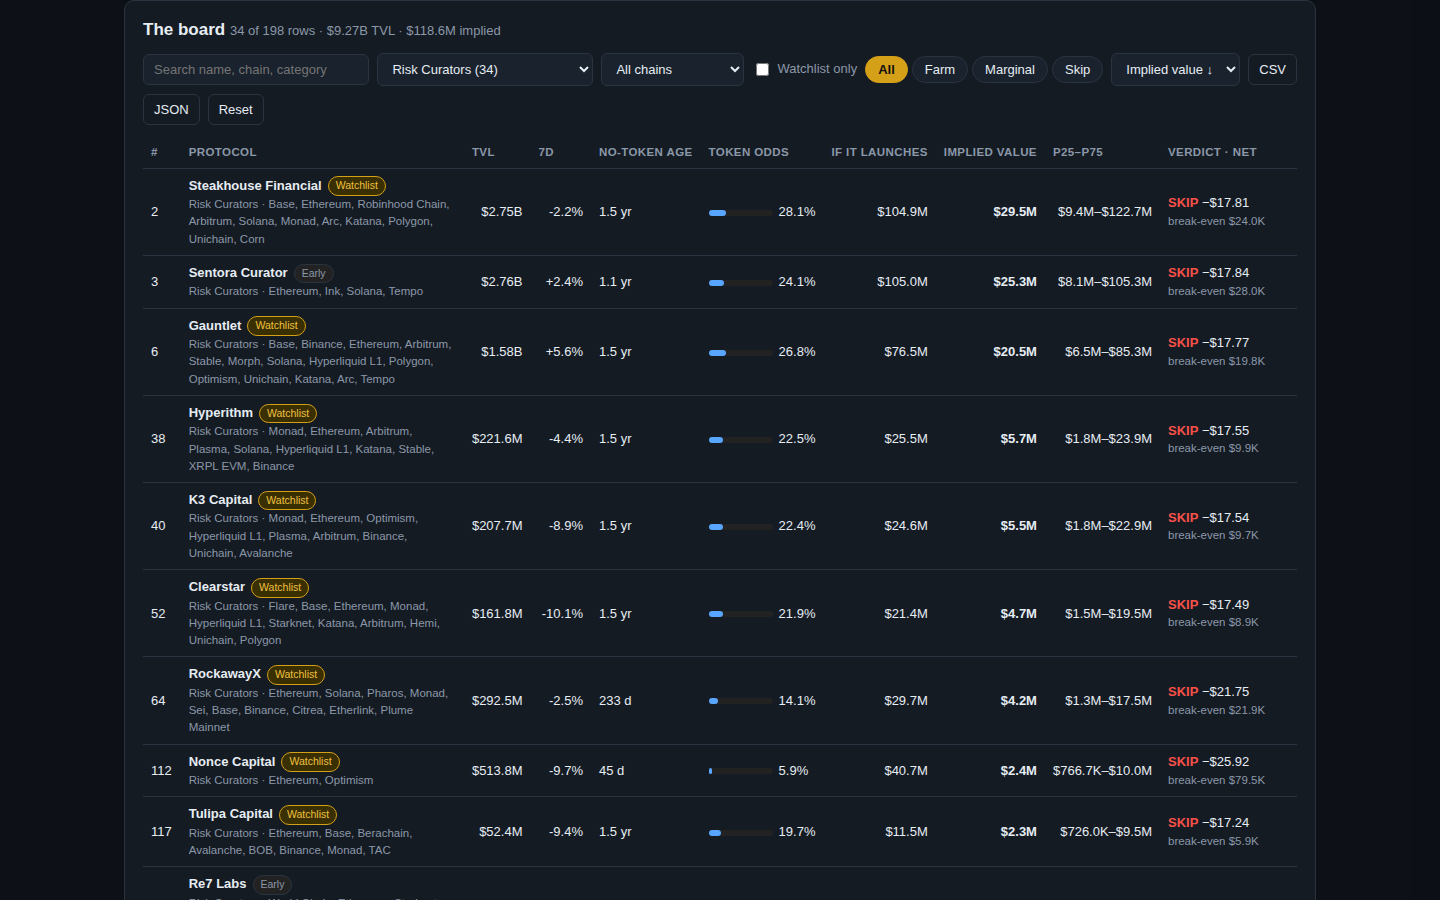 The board 34 of 198 rows · $9.27B TVL · $118.6M implied
Search name, chain, category
Risk Curators (34)
All chains
Watchlist only
All
Farm
Marginal
Skip
Implied value ↓
CSV
JSON
Reset
# PROTOCOL TVL 7D NO-TOKEN AGE TOKEN ODDS IF IT LAUNCHES IMPLIED VALUE P25–P75 VERDICT · NET
Steakhouse Financial Watchlist
Risk Curators · Base, Ethereum, Robinhood Chain,
Arbitrum, Solana, Monad, Arc, Katana, Polygon,
Unichain, Corn
2 $2.75B -2.2% 1.5 yr 28.1% $104.9M $29.5M $9.4M–$122.7M SKIP −$17.81
break-even $24.0K
Sentora Curator Early
Risk Curators · Ethereum, Ink, Solana, Tempo
3 $2.76B +2.4% 1.1 yr 24.1% $105.0M $25.3M $8.1M–$105.3M SKIP −$17.84
break-even $28.0K
Gauntlet Watchlist
Risk Curators · Base, Binance, Ethereum, Arbitrum,
Stable, Morph, Solana, Hyperliquid L1, Polygon,
Optimism, Unichain, Katana, Arc, Tempo
6 $1.58B +5.6% 1.5 yr 26.8% $76.5M $20.5M $6.5M–$85.3M SKIP −$17.77
break-even $19.8K
Hyperithm Watchlist
Risk Curators · Monad, Ethereum, Arbitrum,
Plasma, Solana, Hyperliquid L1, Katana, Stable,
XRPL EVM, Binance
38 $221.6M -4.4% 1.5 yr 22.5% $25.5M $5.7M $1.8M–$23.9M SKIP −$17.55
break-even $9.9K
K3 Capital Watchlist
Risk Curators · Monad, Ethereum, Optimism,
Hyperliquid L1, Plasma, Arbitrum, Binance,
Unichain, Avalanche
40 $207.7M -8.9% 1.5 yr 22.4% $24.6M $5.5M $1.8M–$22.9M SKIP −$17.54
break-even $9.7K
Clearstar Watchlist
Risk Curators · Flare, Base, Ethereum, Monad,
Hyperliquid L1, Starknet, Katana, Arbitrum, Hemi,
Unichain, Polygon
52 $161.8M -10.1% 1.5 yr 21.9% $21.4M $4.7M $1.5M–$19.5M SKIP −$17.49
break-even $8.9K
RockawayX Watchlist
Risk Curators · Ethereum, Solana, Pharos, Monad,
Sei, Base, Binance, Citrea, Etherlink, Plume
Mainnet
64 $292.5M -2.5% 233 d 14.1% $29.7M $4.2M $1.3M–$17.5M SKIP −$21.75
break-even $21.9K
Nonce Capital Watchlist
Risk Curators · Ethereum, Optimism
112 $513.8M -9.7% 45 d 5.9% $40.7M $2.4M $766.7K–$10.0M SKIP −$25.92
break-even $79.5K
Tulipa Capital Watchlist
Risk Curators · Ethereum, Base, Berachain,
Avalanche, BOB, Binance, Monad, TAC
117 $52.4M -9.4% 1.5 yr 19.7% $11.5M $2.3M $726.0K–$9.5M SKIP −$17.24
break-even $5.9K
Re7 Labs Early